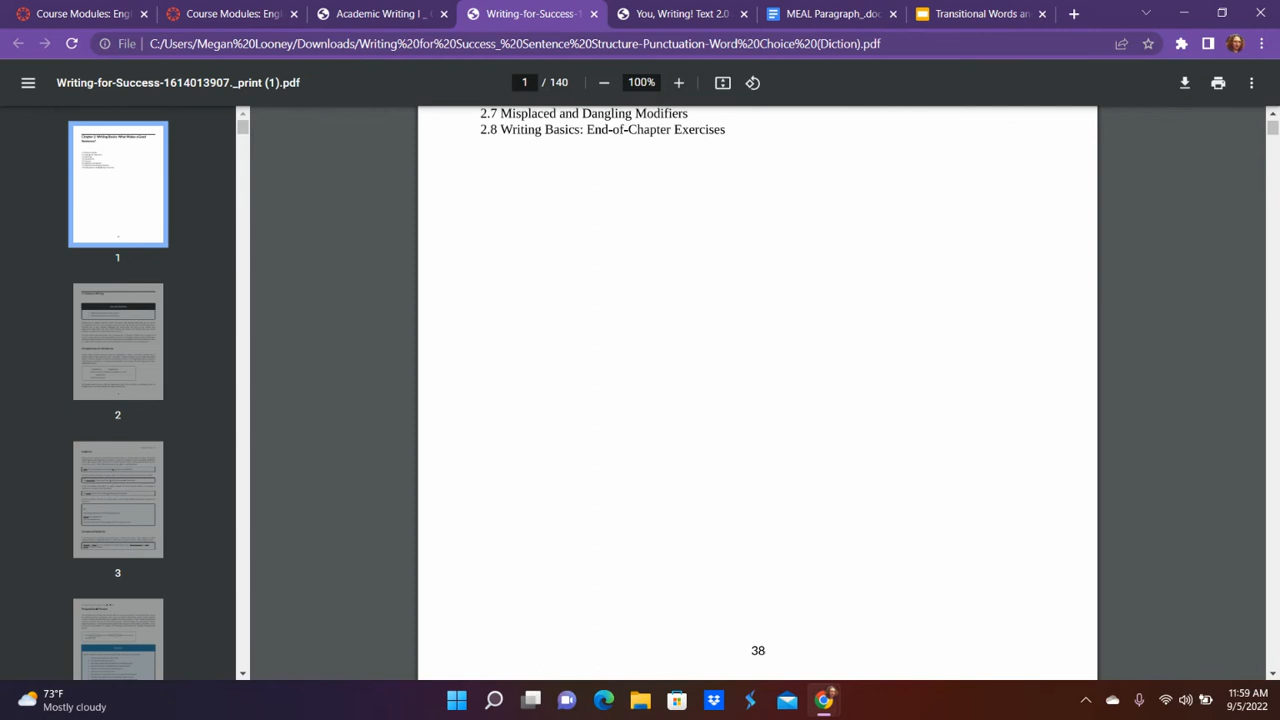 Course Modules: Engl
Course Modules: Engl
Academic Writing I _
Writing-for-Success-1
You, Writing! Text 2.0
MEAL Paragraph_.doc
Transitional Words an
File
C:/Users/Megan%20Looney/Downloads/Writing%20for%20Success_%20Sentence%20Structure-Punctuation-Word%20Choice%20(Diction).pdf
Writing-for-Success-1614013907._print (1).pdf
1 / 140
100%
2.7 Misplaced and Dangling Modifiers
2.8 Writing Basics: End-of-Chapter Exercises
1
2
3
38
73°F
Mostly cloudy
11:59 AM
9/5/2022